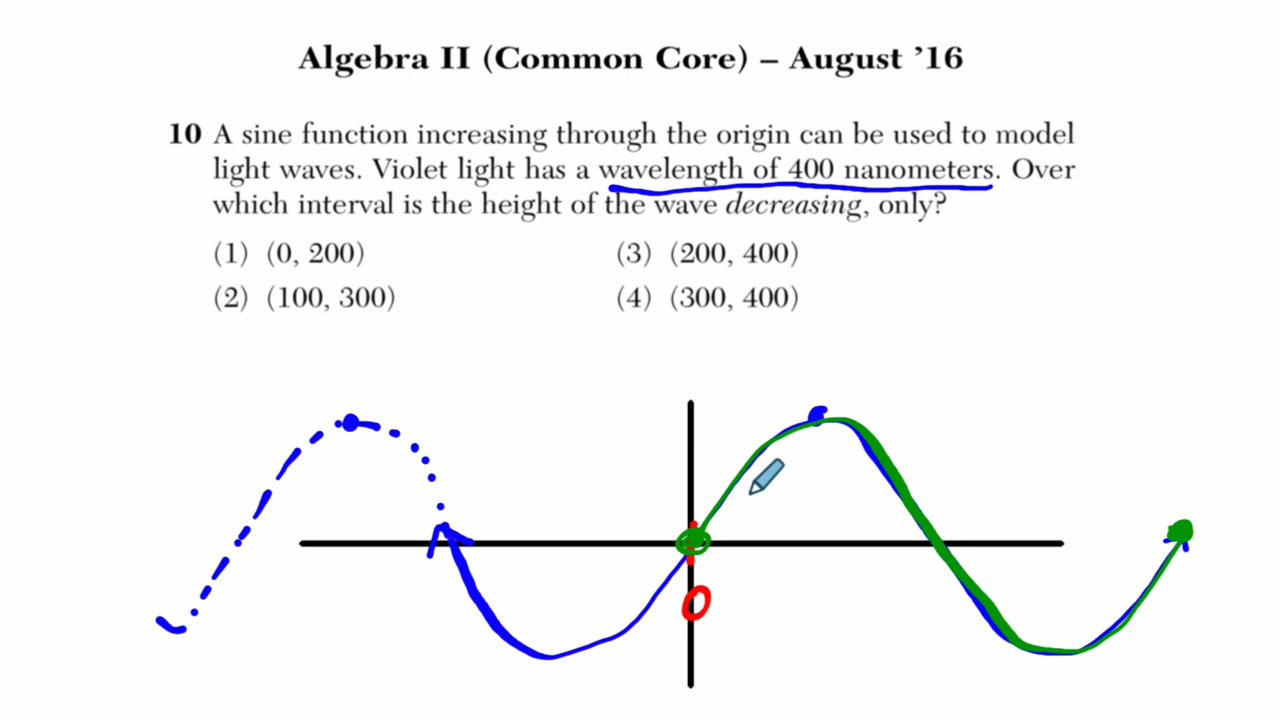 Algebra II (Common Core) – August ’16
10 A sine function increasing through the origin can be used to model
light waves. Violet light has a wavelength of 400 nanometers. Over
which interval is the height of the wave decreasing, only?
(1) (0, 200) (3) (200, 400)
(2) (100, 300) (4) (300, 400)
0